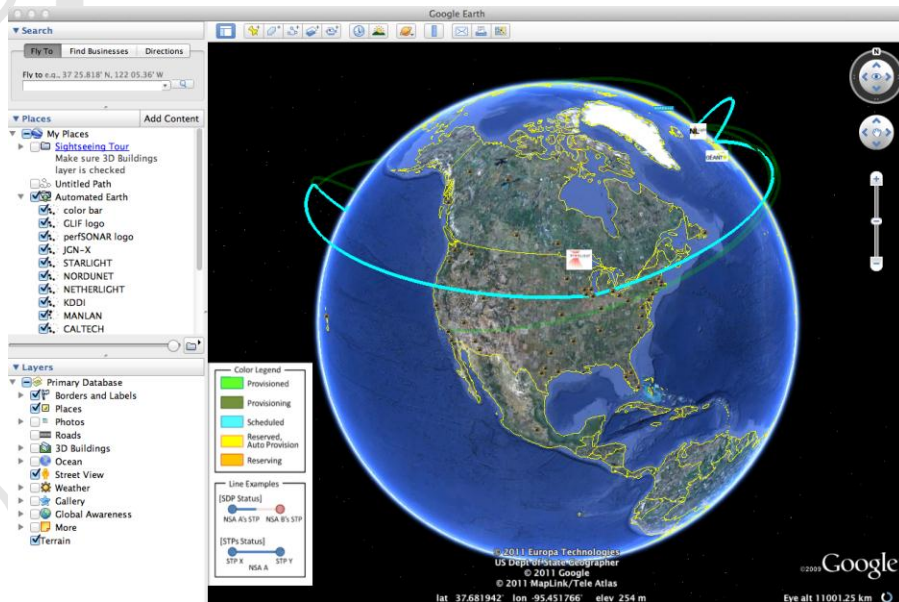 Google Earth
Search
Fly To
Find Businesses
Directions
Fly to e.g., 37 25.818' N, 122 05.36' W
Places
Add Content
My Places
Sightseeing Tour
Make sure 3D Buildings
layer is checked
Untitled Path
Automated Earth
color bar
GLIF logo
perfSONAR logo
JGN-X
STARLIGHT
NORDUNET
NETHERLIGHT
KDDI
MANLAN
CALTECH
Layers
Primary Database
Borders and Labels
Places
Photos
Roads
3D Buildings
Ocean
Street View
Weather
Gallery
Global Awareness
More
Terrain
N
GÉANT
Color Legend
Provisioned
Provisioning
Scheduled
Reserved,
Auto Provision
Reserving
Line Examples
[SDP Status]
NSA A's STP NSA B's STP
[STPs Status]
STP X STP Y
NSA A
© 2011 Europa Technologies
US Dept of State Geographer
© 2011 Google
© 2011 MapLink/Tele Atlas
©2009 Google
lat 37.681942° lon -95.451766° elev 254 m
Eye alt 11001.25 km